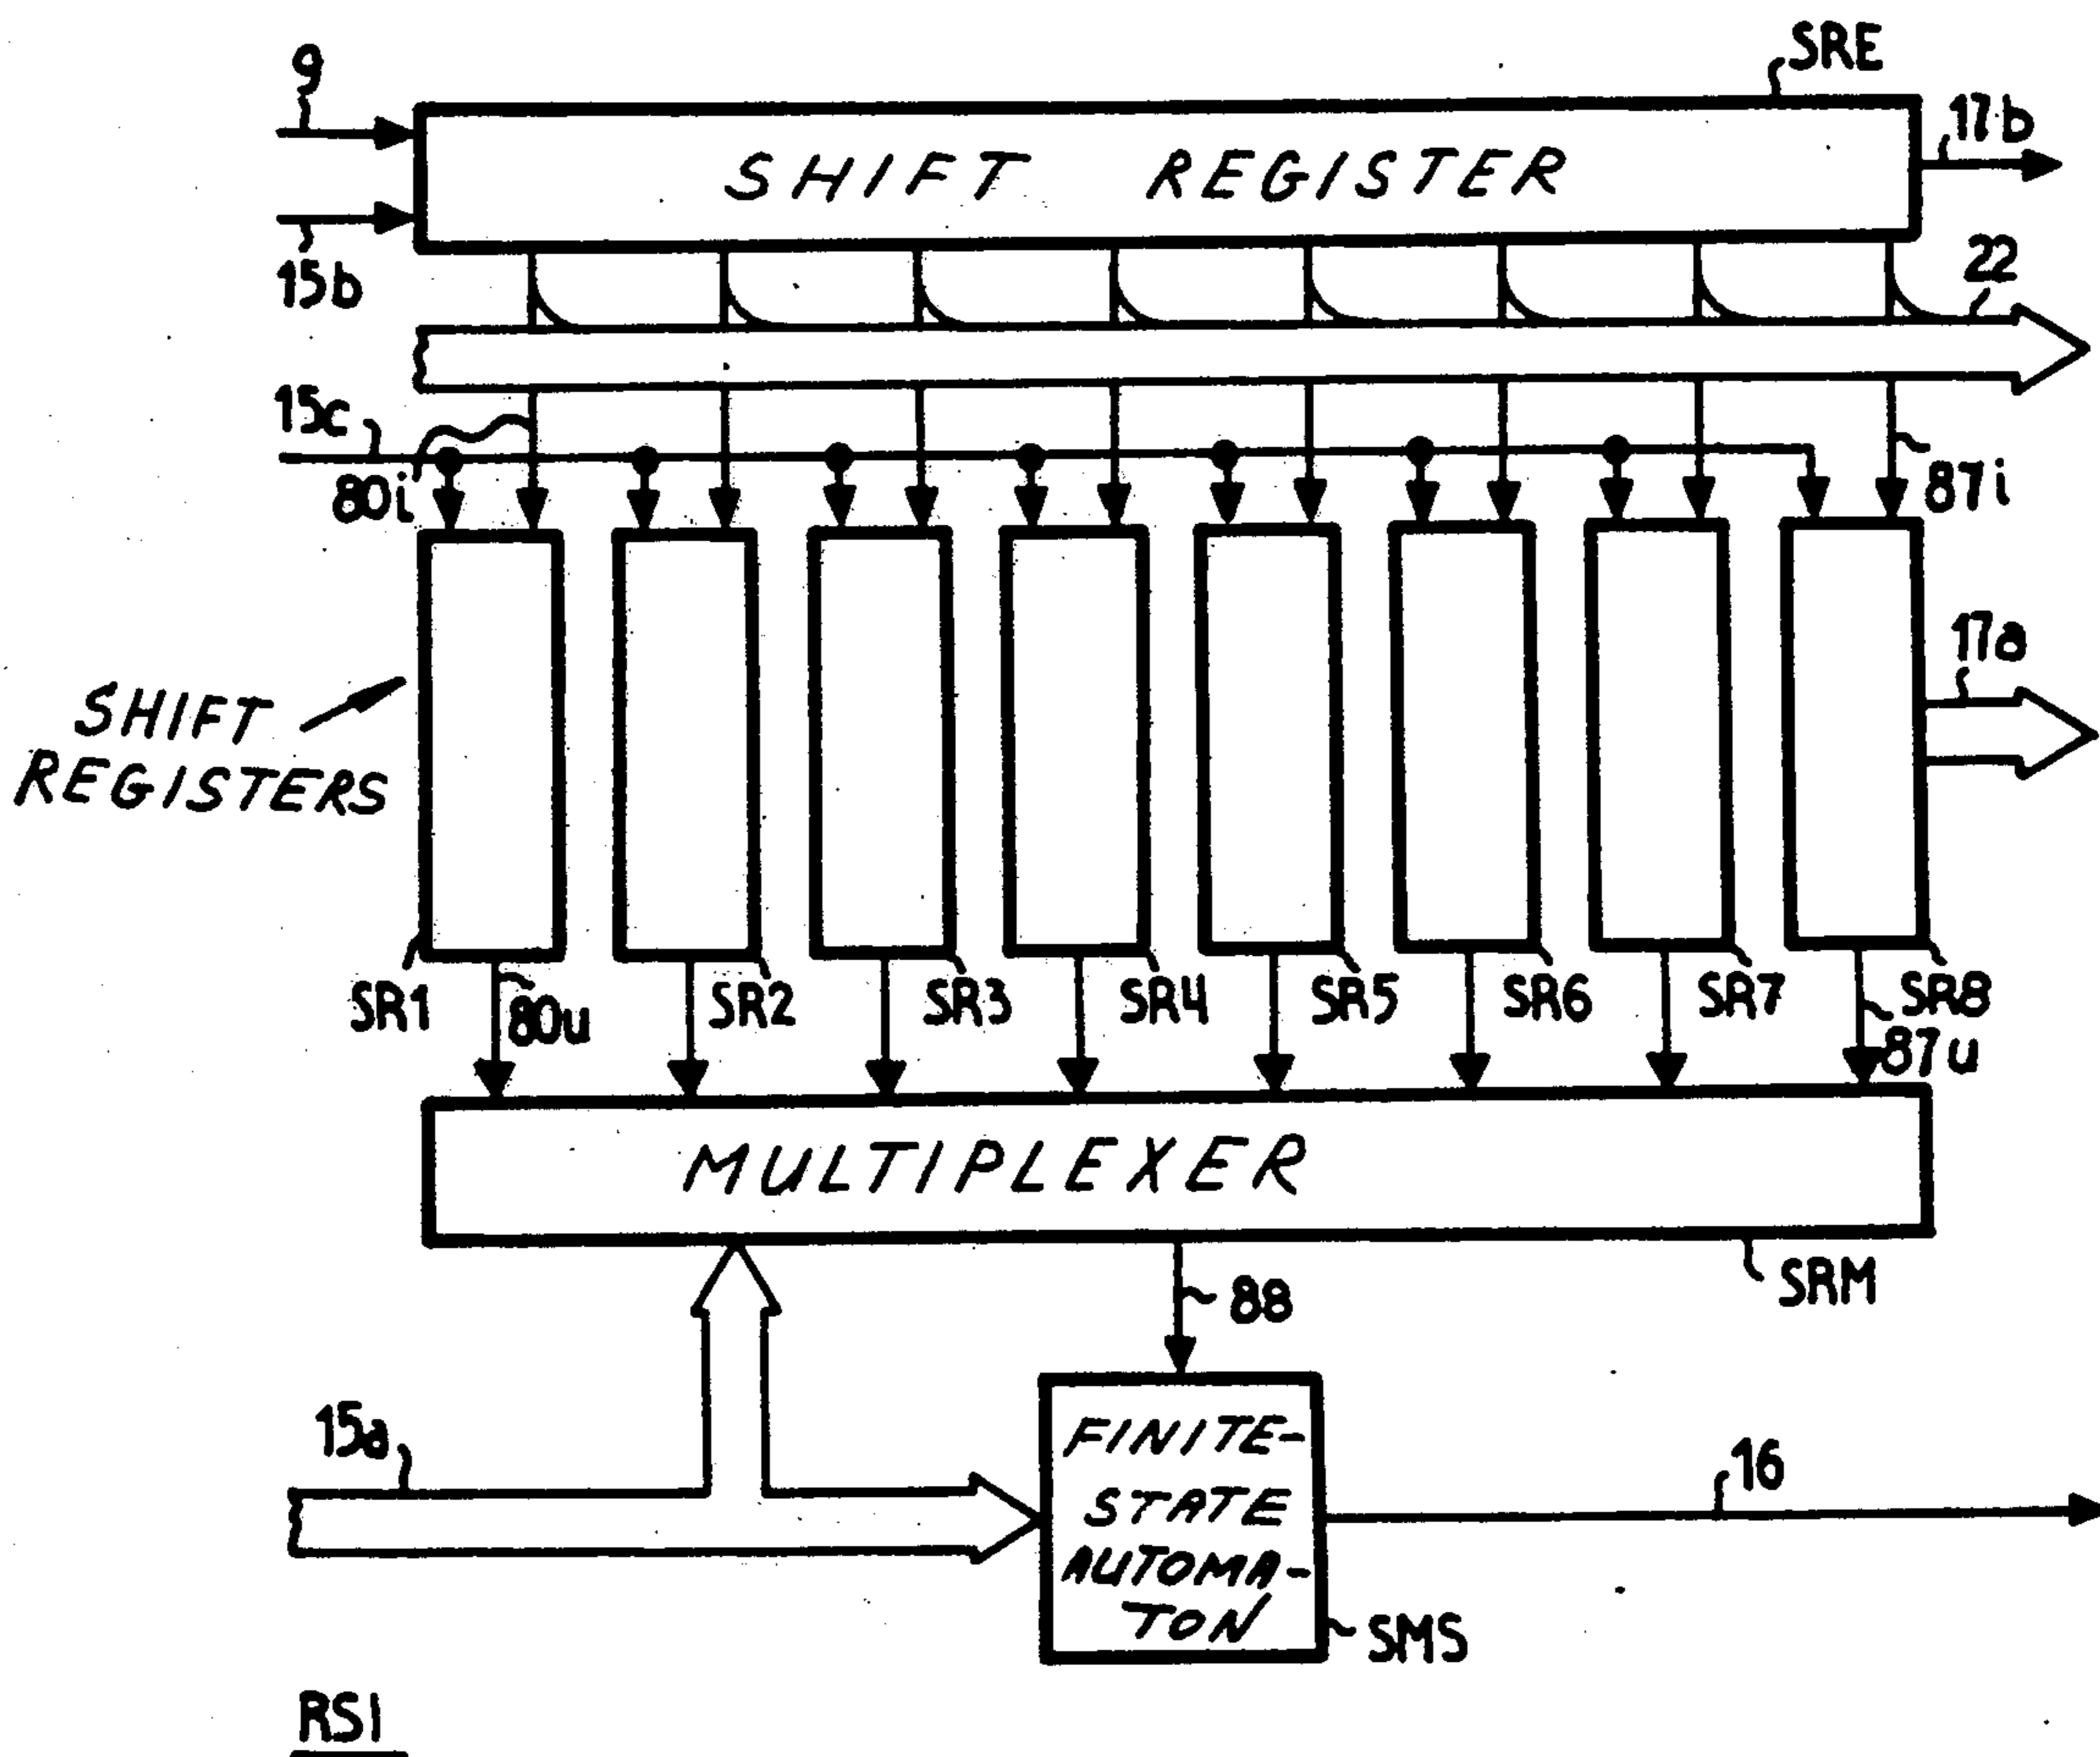 9
SRE
17b
SHIFT REGISTER
15b
22
15c
80i
87i
17a
SHIFT
REGISTERS
SR1
80u
SR2
SR3
SR4
SR5
SR6
SR7
SR8
87u
MULTIPLEXER
88
SRM
15a
FINITE-
STATE
AUTOMA-
TON
16
SMS
RSI